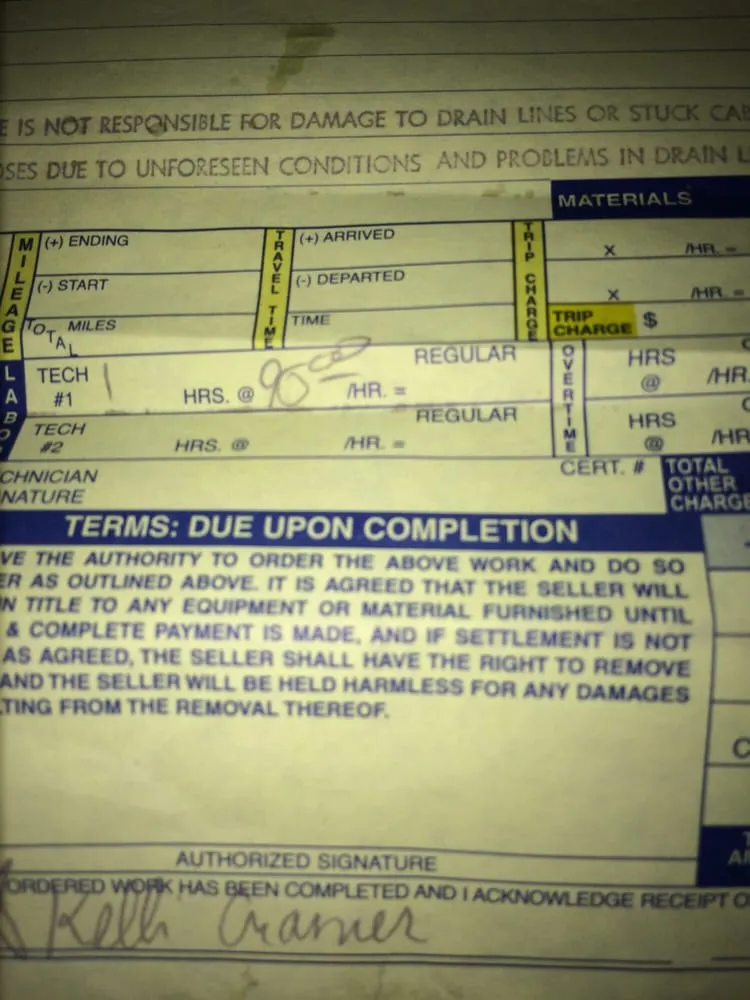 E IS NOT RESPONSIBLE FOR DAMAGE TO DRAIN LINES OR STUCK CAB
OSES DUE TO UNFORESEEN CONDITIONS AND PROBLEMS IN DRAIN L
MATERIALS
MILEAGE
(+) ENDING
(-) START
TOTAL MILES
TRAVEL TIME
(+) ARRIVED
(-) DEPARTED
TIME
TRIP CHARGE
X /HR. =
X /HR. =
TRIP CHARGE $
LABO
TECH #1 1 HRS. @ 90.00 /HR. = REGULAR
TECH #2 HRS. @ /HR. = REGULAR
OVERTIME
HRS @ /HR.
HRS @ /HR
CHNICIAN
NATURE
CERT. #
TOTAL
OTHER
CHARGE
TERMS: DUE UPON COMPLETION
VE THE AUTHORITY TO ORDER THE ABOVE WORK AND DO SO
ER AS OUTLINED ABOVE. IT IS AGREED THAT THE SELLER WILL
N TITLE TO ANY EQUIPMENT OR MATERIAL FURNISHED UNTIL
& COMPLETE PAYMENT IS MADE, AND IF SETTLEMENT IS NOT
AS AGREED, THE SELLER SHALL HAVE THE RIGHT TO REMOVE
AND THE SELLER WILL BE HELD HARMLESS FOR ANY DAMAGES
TING FROM THE REMOVAL THEREOF.
AUTHORIZED SIGNATURE
ORDERED WORK HAS BEEN COMPLETED AND I ACKNOWLEDGE RECEIPT O
Kelli Cramer